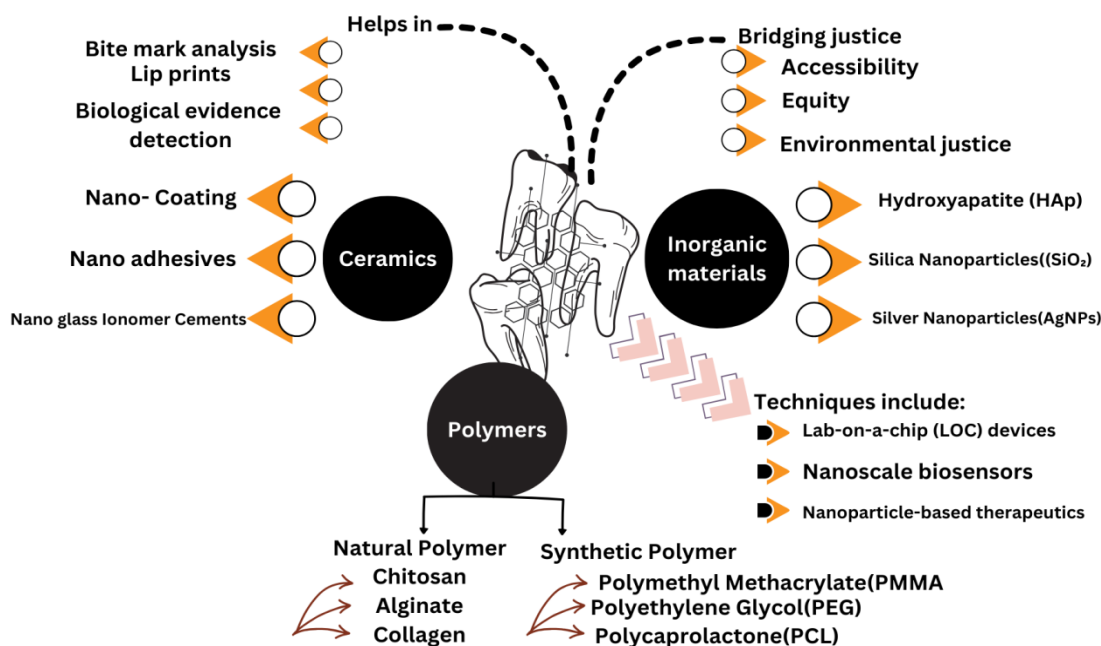 Helps in
Bite mark analysis
Lip prints
Biological evidence
detection
Bridging justice
Accessibility
Equity
Environmental justice
Nano- Coating
Nano adhesives
Nano glass Ionomer Cements
Ceramics
Inorganic
materials
Hydroxyapatite (HAp)
Silica Nanoparticles((SiO₂)
Silver Nanoparticles(AgNPs)
Polymers
Techniques include:
Lab-on-a-chip (LOC) devices
Nanoscale biosensors
Nanoparticle-based therapeutics
Natural Polymer
Chitosan
Alginate
Collagen
Synthetic Polymer
Polymethyl Methacrylate(PMMA
Polyethylene Glycol(PEG)
Polycaprolactone(PCL)